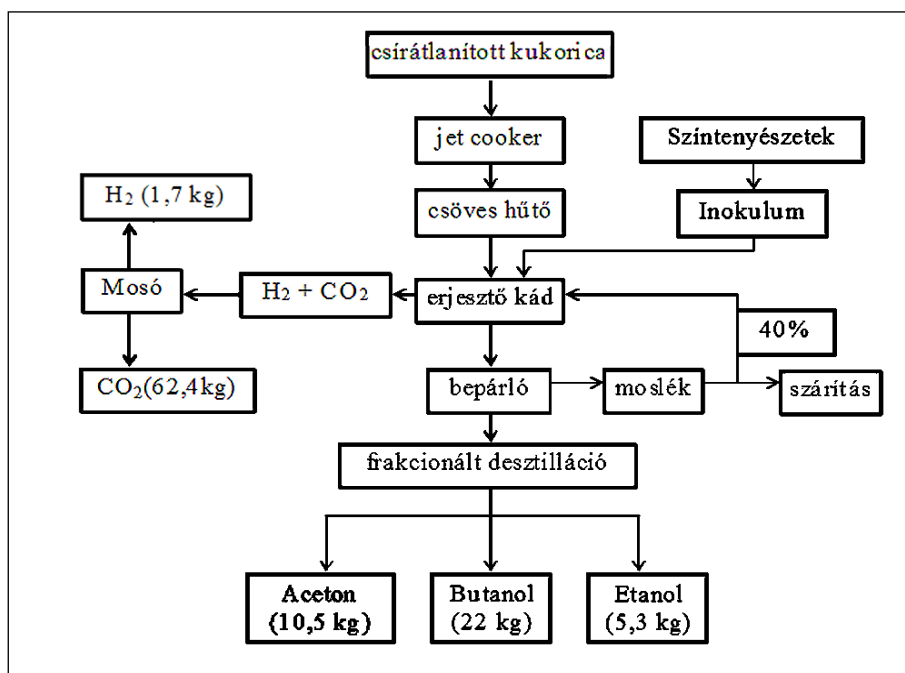 csírátlanított kukorica
jet cooker
Színtenyészetek
H₂ (1,7 kg)
csöves hűtő
Inokulum
Mosó
H₂ + CO₂
erjesztő kád
40%
CO₂(62,4kg)
bepárló
moslék
szárítás
frakcionált desztilláció
Aceton
(10,5 kg)
Butanol
(22 kg)
Etanol
(5,3 kg)